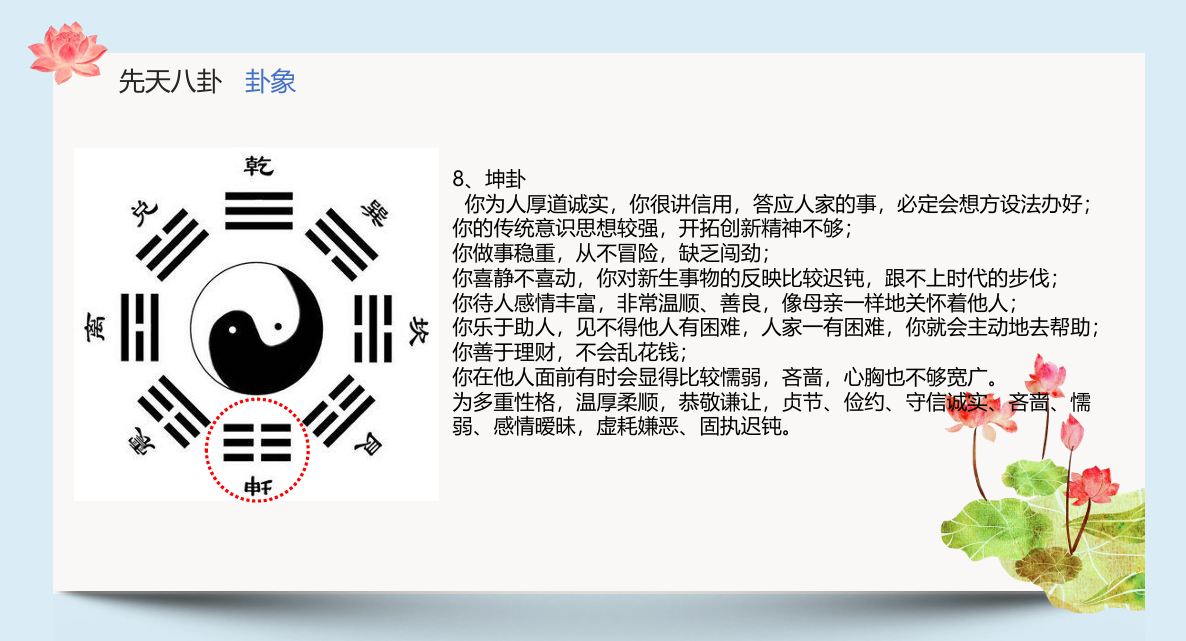 先天八卦 卦象
乾
兑
巽
离
坎
震
艮
坤
8、坤卦
你为人厚道诚实，你很讲信用，答应人家的事，必定会想方设法办好；
你的传统意识思想较强，开拓创新精神不够；
你做事稳重，从不冒险，缺乏闯劲；
你喜静不喜动，你对新生事物的反映比较迟钝，跟不上时代的步伐；
你待人感情丰富，非常温顺、善良，像母亲一样地关怀着他人；
你乐于助人，见不得他人有困难，人家一有困难，你就会主动地去帮助；
你善于理财，不会乱花钱；
你在他人面前有时会显得比较懦弱，吝啬，心胸也不够宽广。
为多重性格，温厚柔顺，恭敬谦让，贞节、俭约、守信诚实、吝啬、懦
弱、感情暧昧，虚耗嫌恶、固执迟钝。